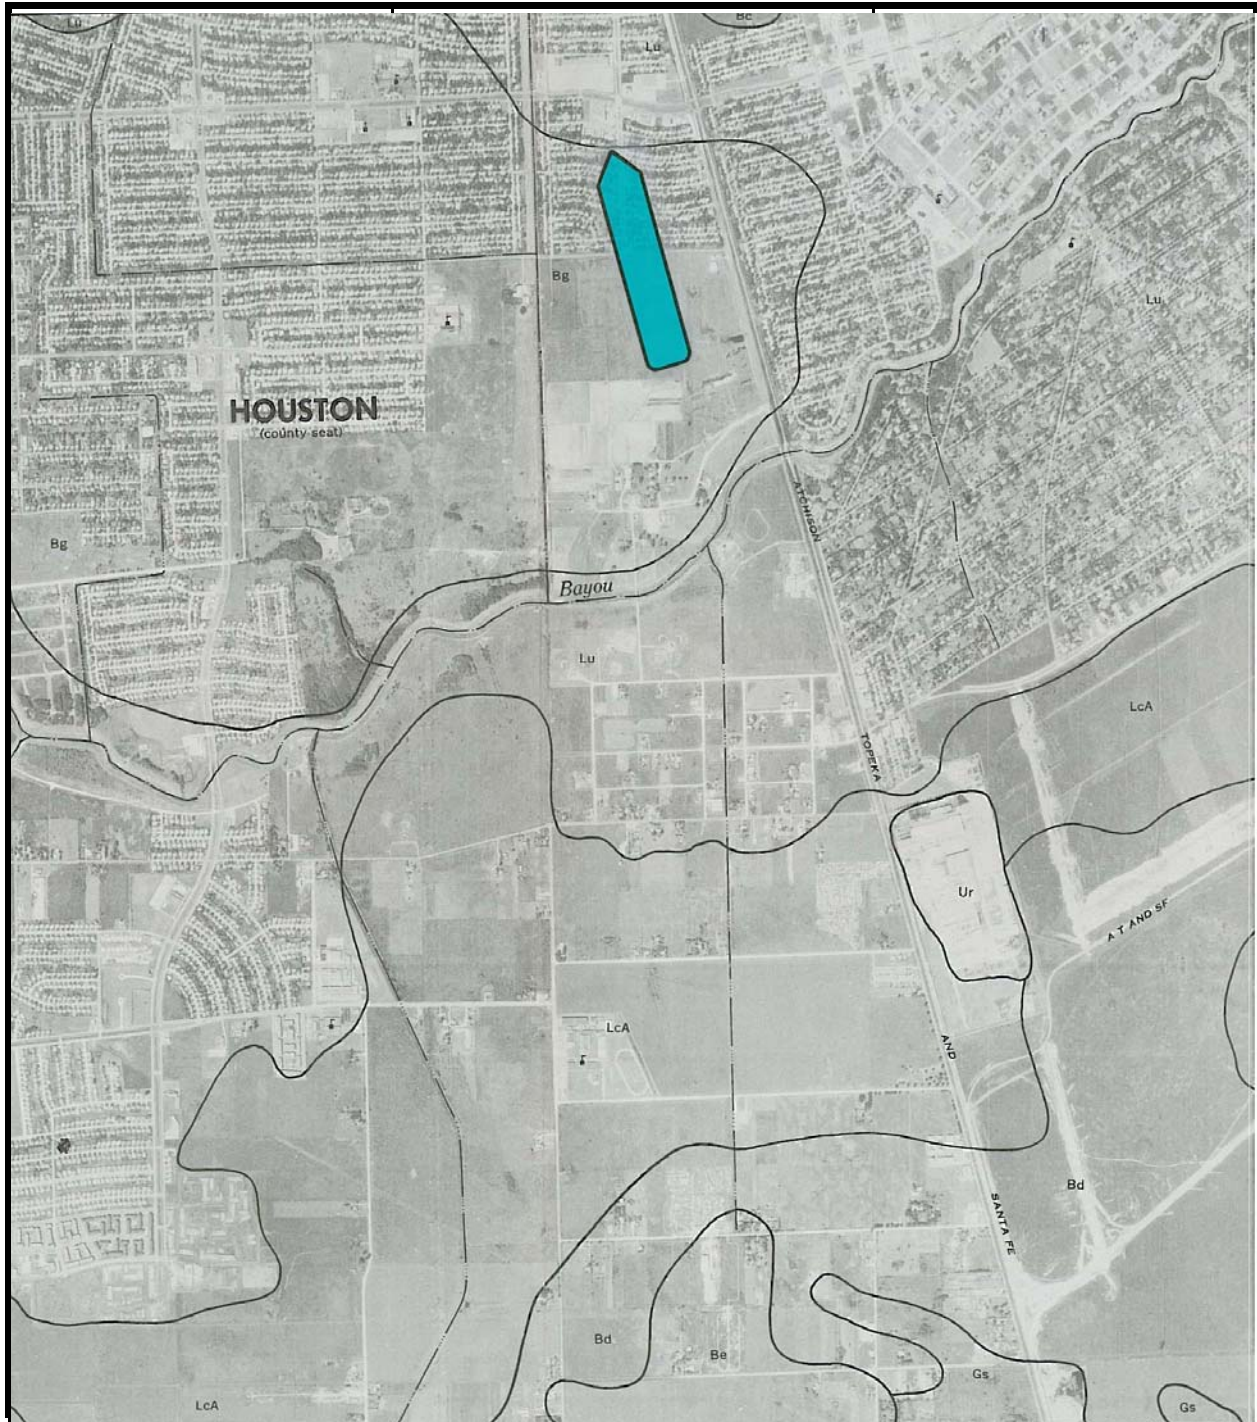 Lu
Bc
Lu
Bg
Lu
HOUSTON
(county seat)
ATCHISON
Bg
Bayou
Lu
LcA
TOPEKA
Ur
A T AND SF
LcA
AND
Bd
SANTA FE
Bd
Be
Gs
LcA
Gs